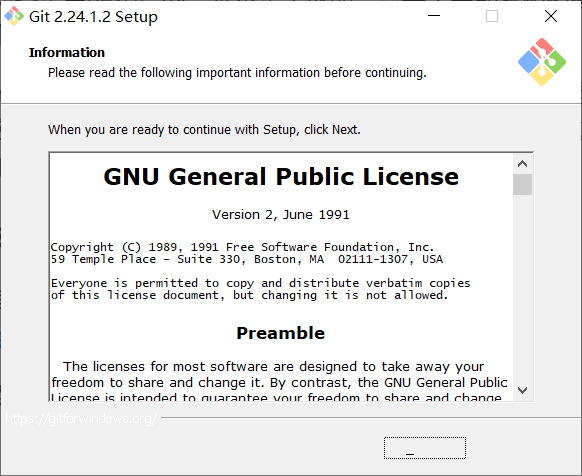 Git 2.24.1.2 Setup
Information
Please read the following important information before continuing.
When you are ready to continue with Setup, click Next.
GNU General Public License
Version 2, June 1991
Copyright (C) 1989, 1991 Free Software Foundation, Inc.
59 Temple Place - Suite 330, Boston, MA  02111-1307, USA
Everyone is permitted to copy and distribute verbatim copies
of this license document, but changing it is not allowed.
Preamble
The licenses for most software are designed to take away your
freedom to share and change it. By contrast, the GNU General Public
License is intended to guarantee your freedom to share and change
https://gitforwindows.org/